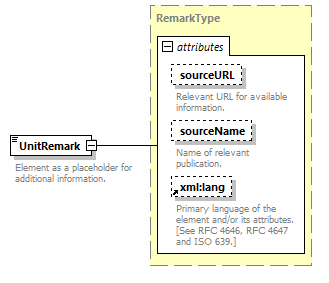 RemarkType
attributes
sourceURL
Relevant URL for available
information.
sourceName
Name of relevant
publication.
UnitRemark
Element as a placeholder for
additional information.
xml:lang
Primary language of the
element and/or its attributes.
[See RFC 4646, RFC 4647
and ISO 639.]